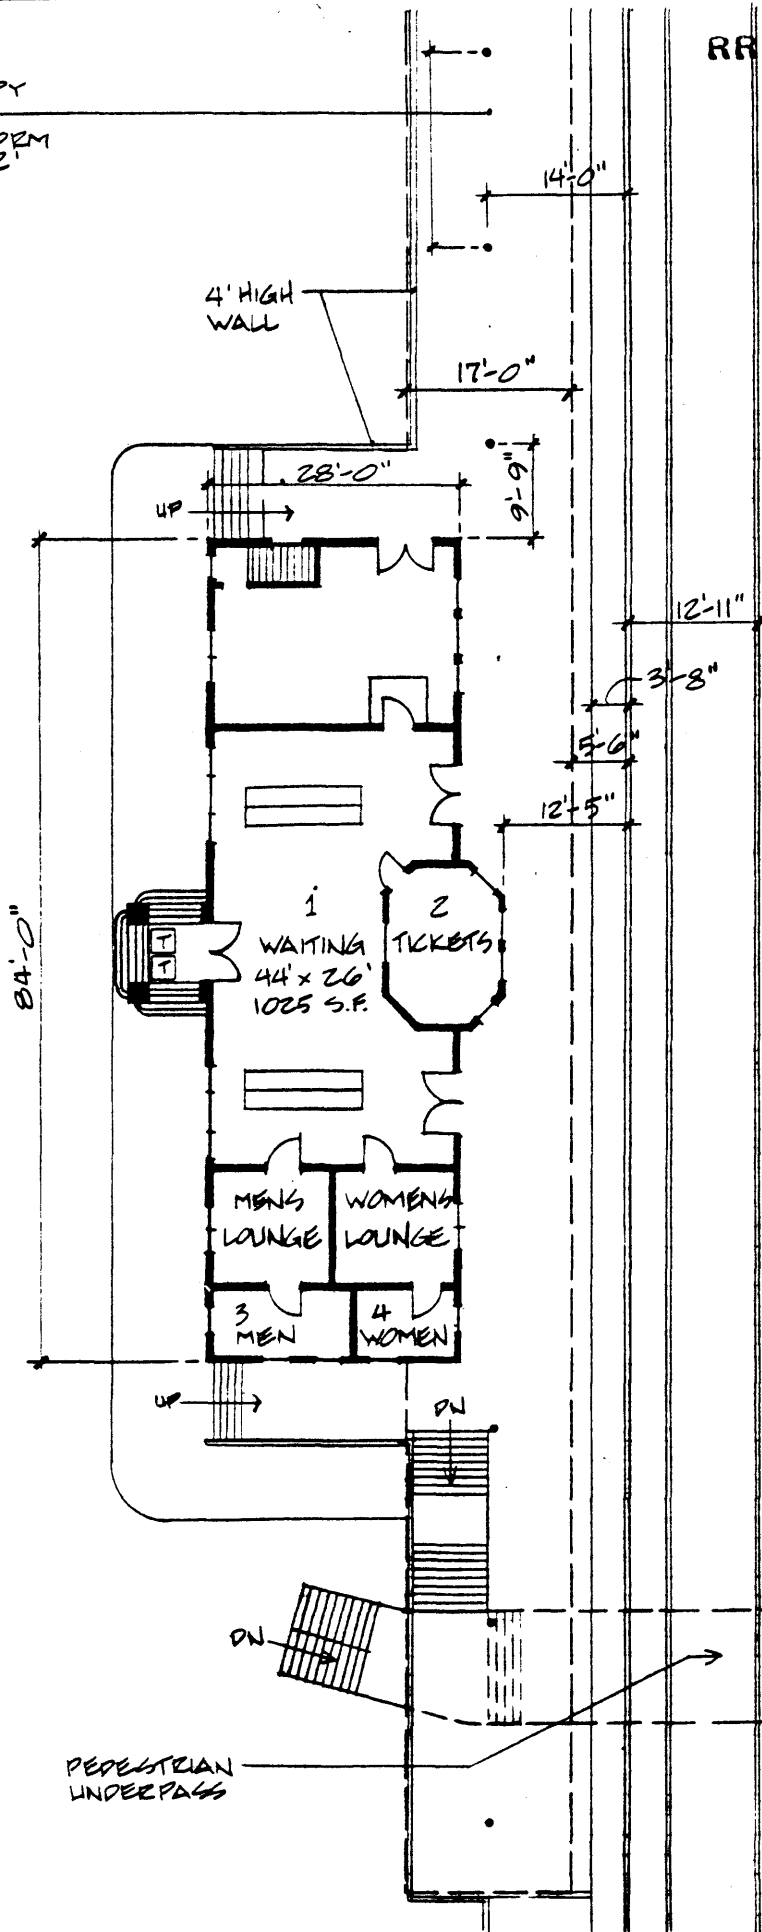 RR
PY
14'-0"
4' HIGH
WALL
17'-0"
28'-0"
9'-9"
UP
12'-11"
3'-8"
5'-6"
12'-5"
84'-0"
1
WAITING
44' x 26'
1025 S.F.
2
TICKETS
T
T
MENS
LOUNGE
WOMENS
LOUNGE
3
MEN
4
WOMEN
UP
DN
DN
PEDESTRIAN
UNDERPASS